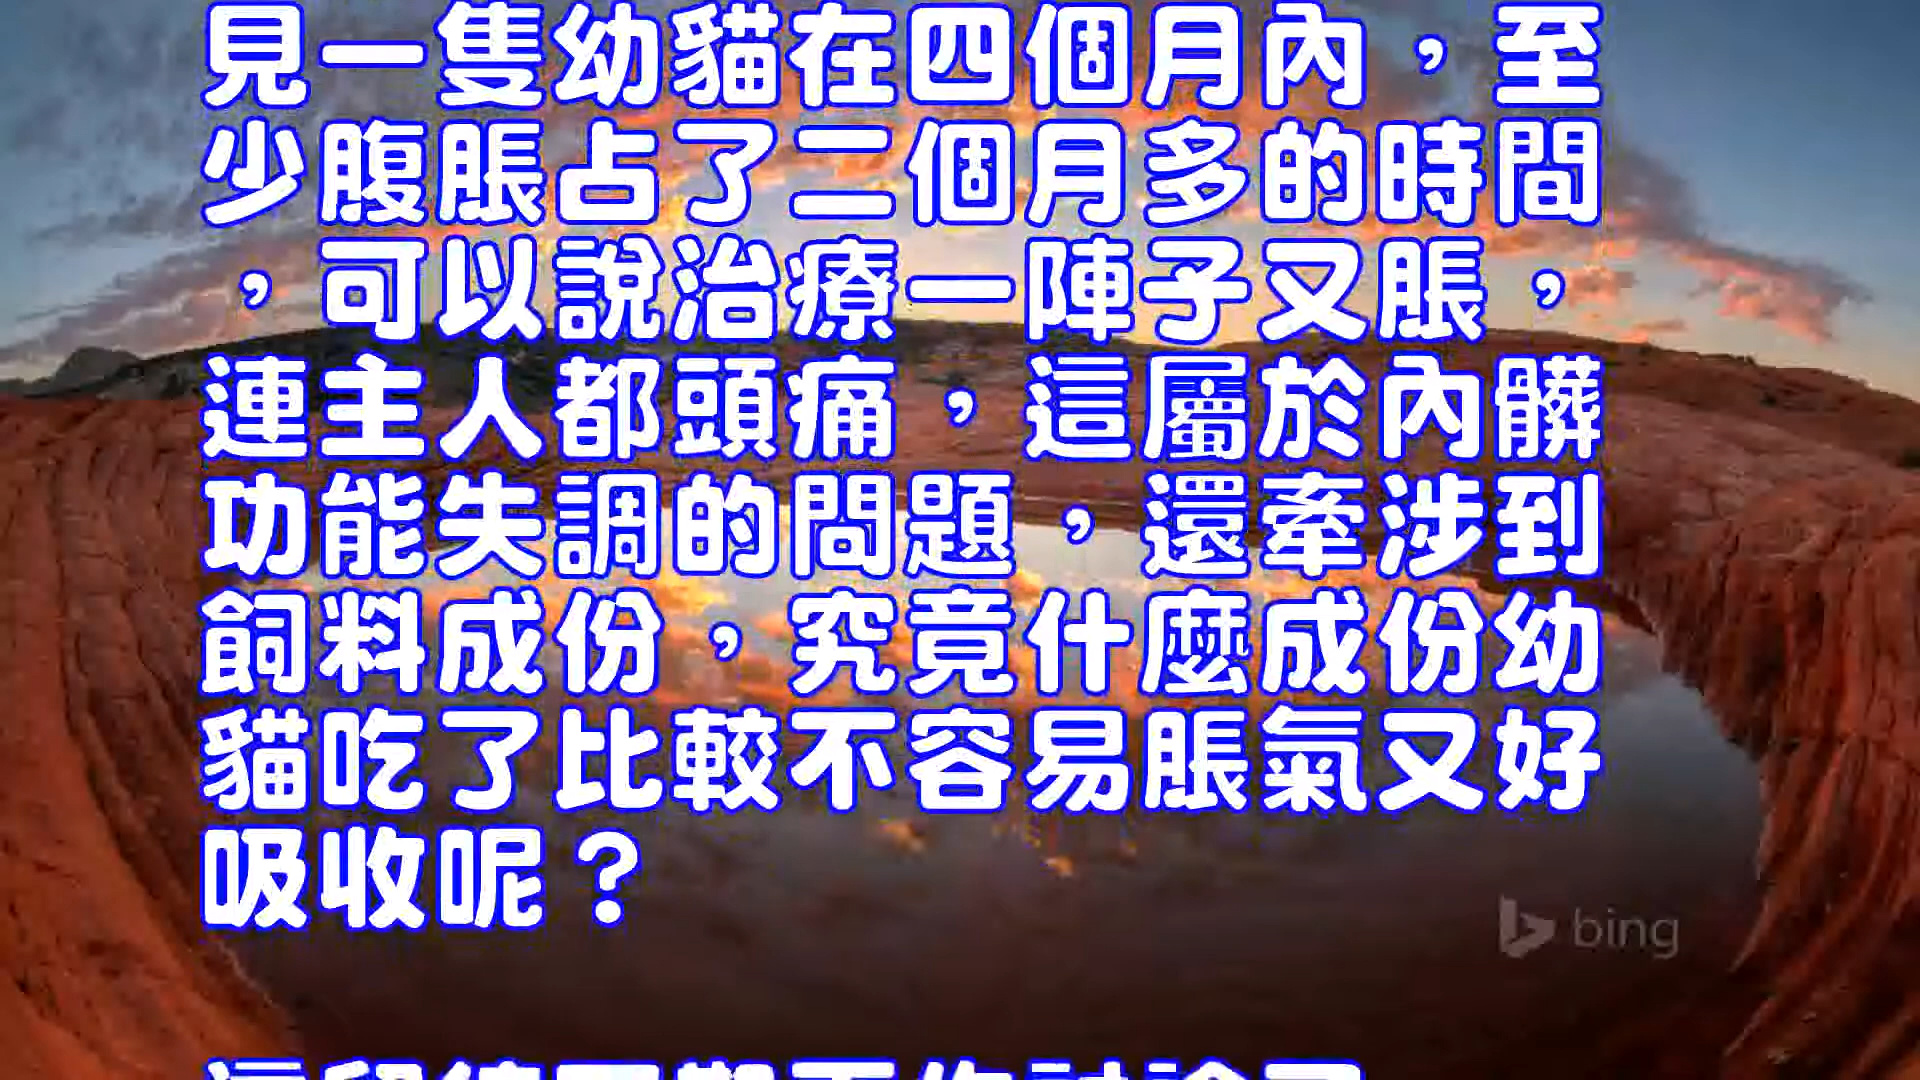 見一隻幼貓在四個月內，至
少腹脹占了二個月多的時間
，可以說治療一陣子又脹，
連主人都頭痛，這屬於內髒
功能失調的問題，還牽涉到
飼料成份，究竟什麼成份幼
貓吃了比較不容易脹氣又好
吸收呢？
bing